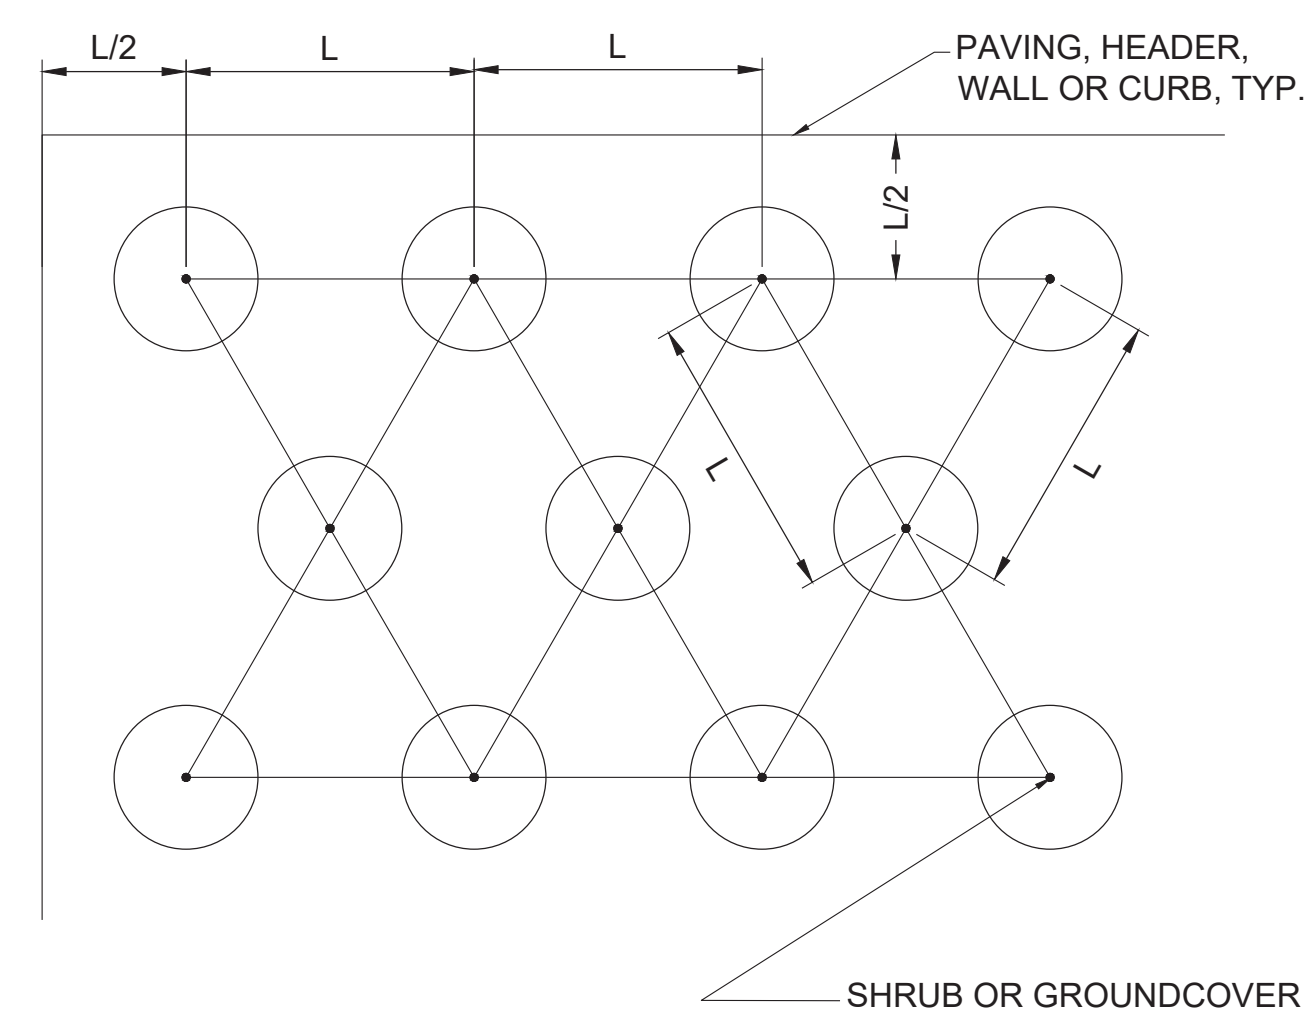 L/2
L
L
PAVING, HEADER,
WALL OR CURB, TYP.
L/2
L
L
SHRUB OR GROUNDCOVER